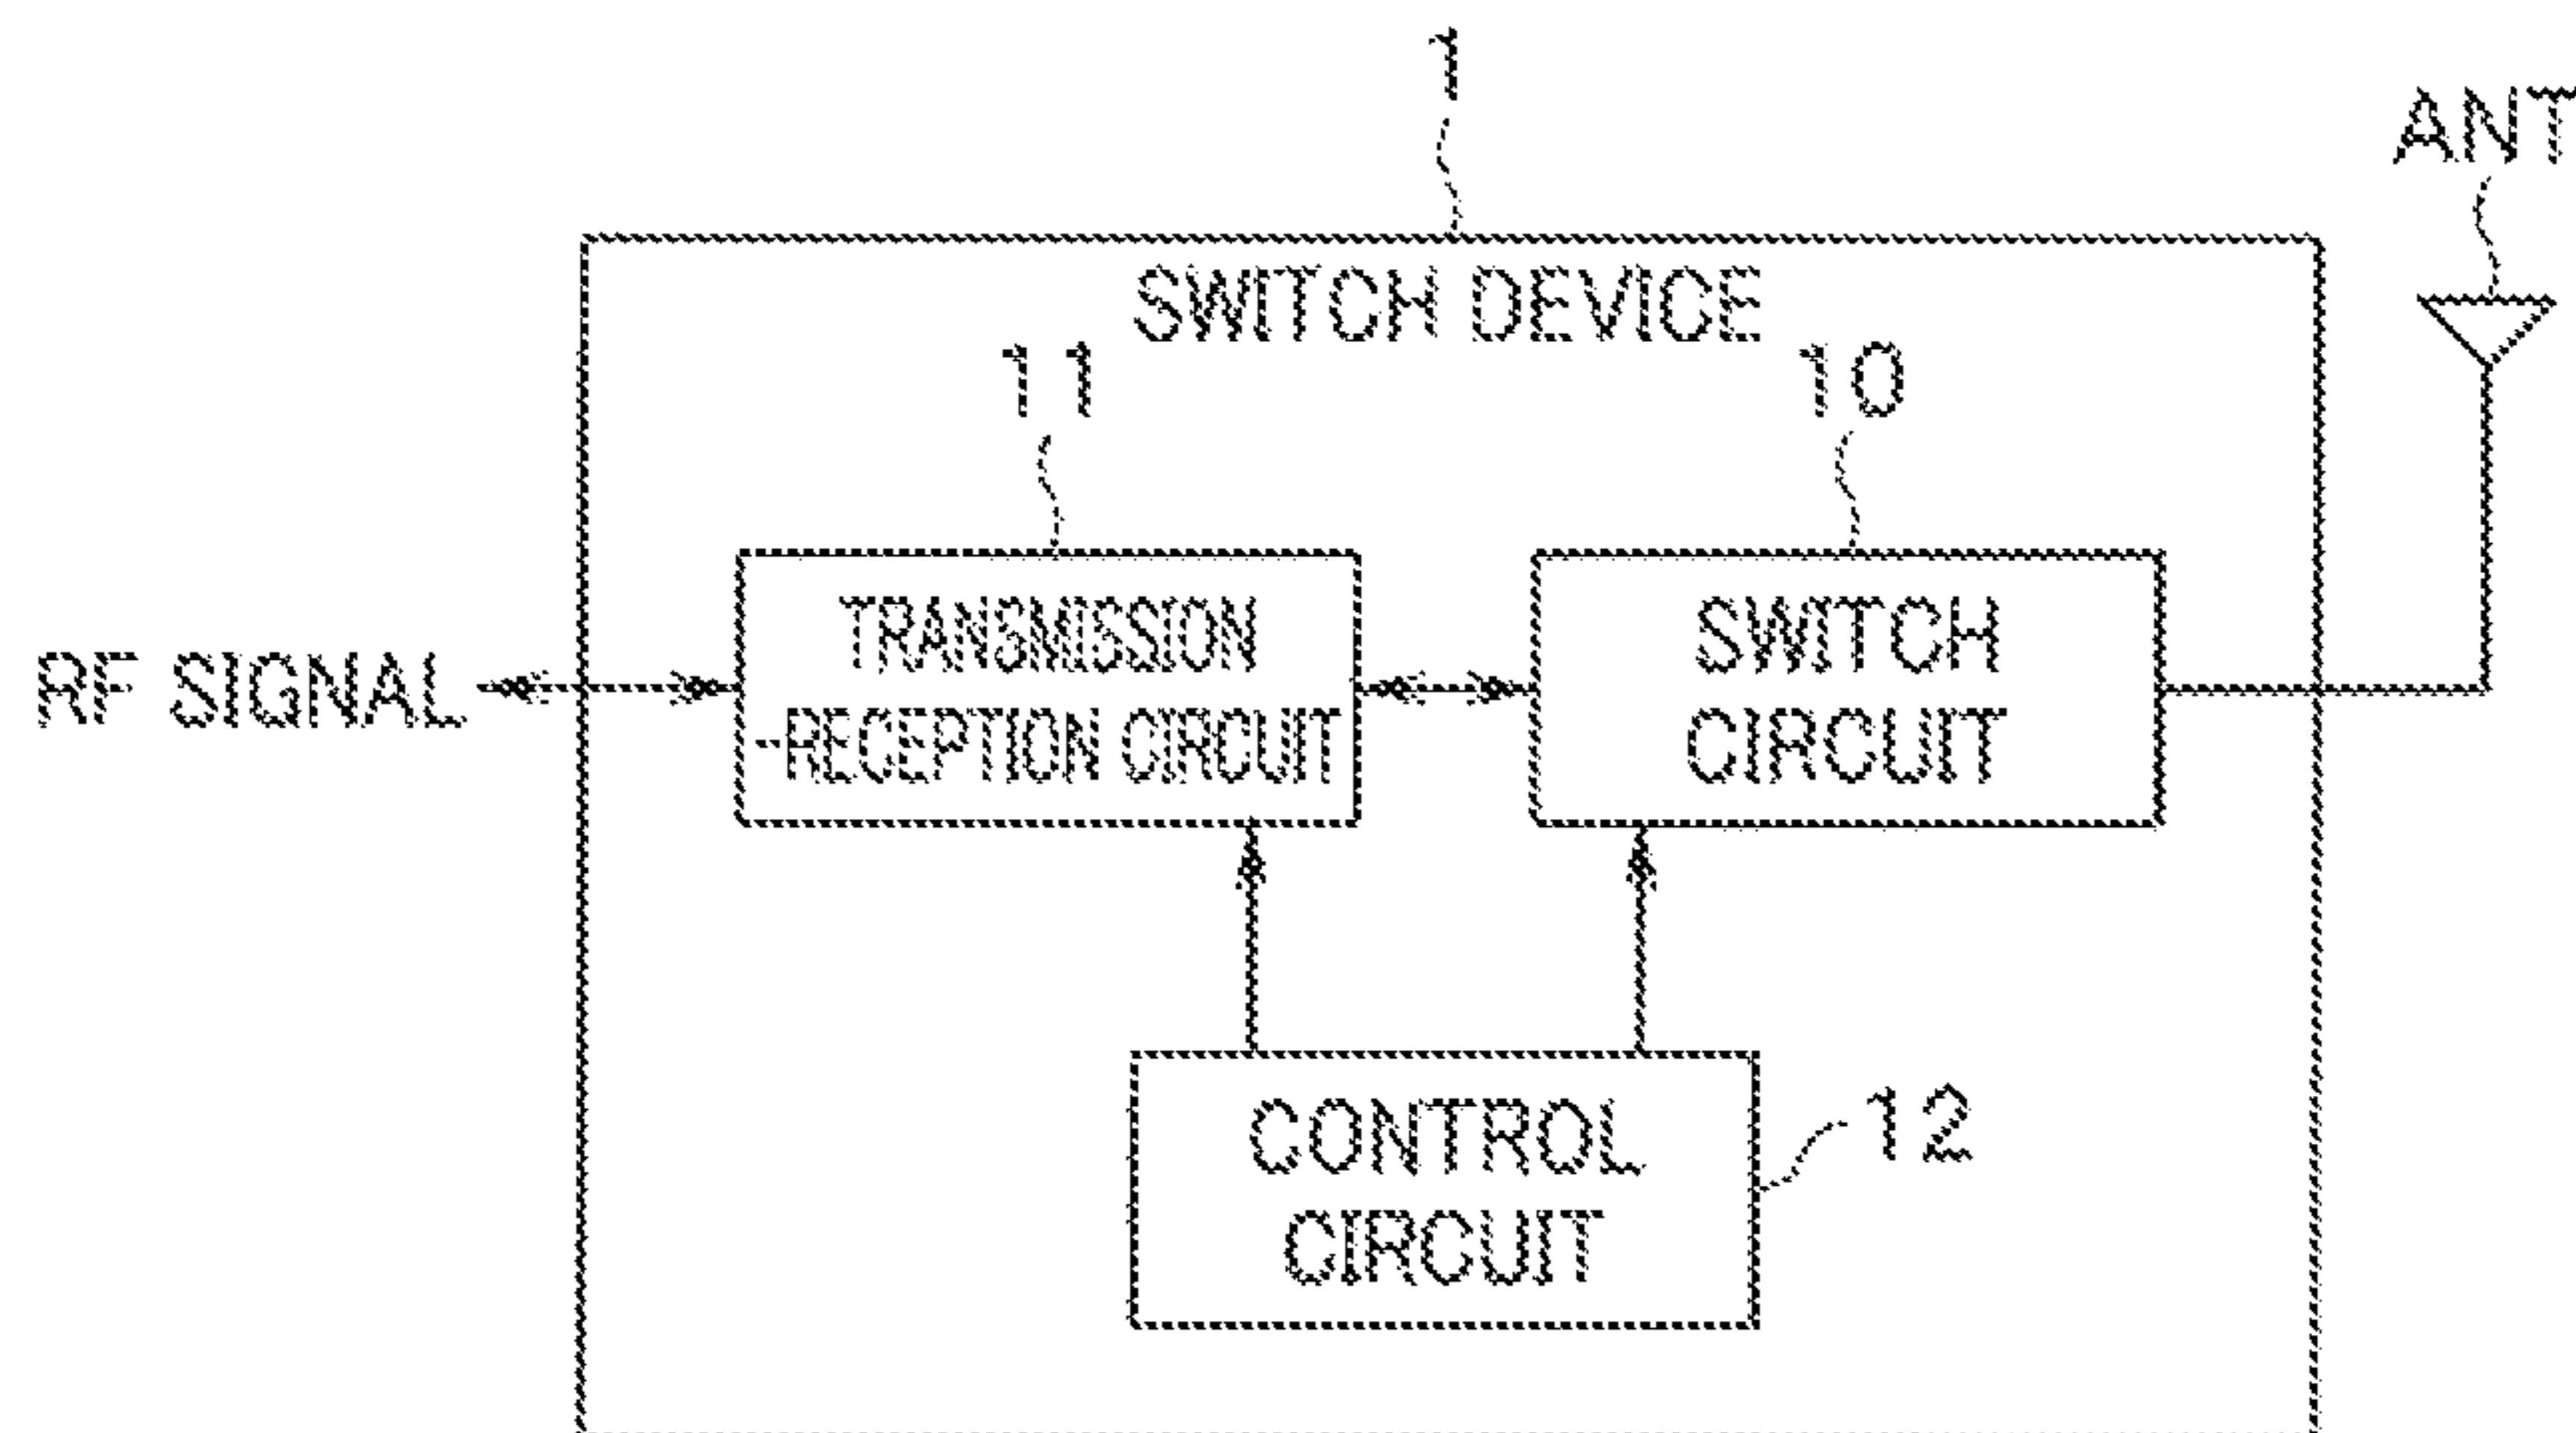 1
ANT
SWITCH DEVICE
11
10
TRANSMISSION
-RECEPTION CIRCUIT
SWITCH
CIRCUIT
RF SIGNAL
CONTROL
CIRCUIT
12